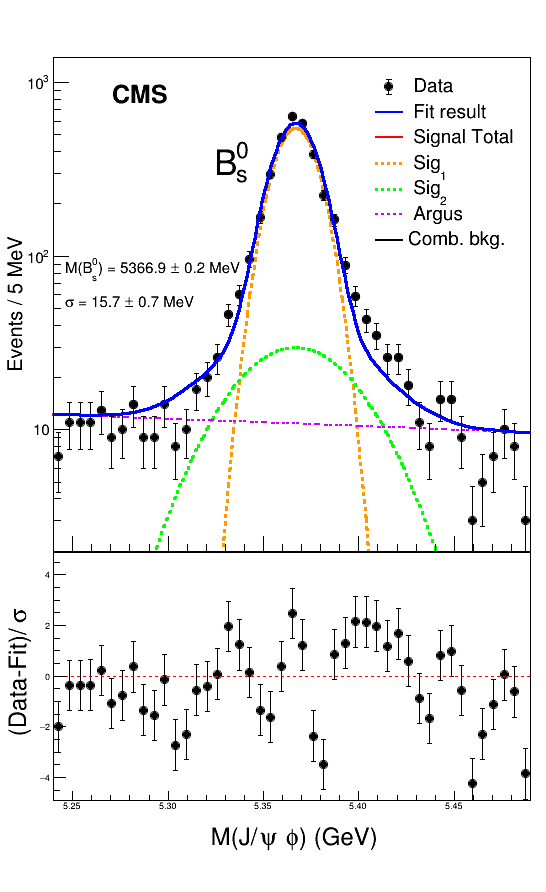 10³
CMS
Data
Fit result
Signal Total
B⁰ₛ
Sig₁
Sig₂
Argus
Comb. bkg.
10²
M(B⁰ₛ) = 5366.9 ± 0.2 MeV
σ = 15.7 ± 0.7 MeV
Events / 5 MeV
10
4
2
0
−2
−4
(Data-Fit)/ σ
5.25 5.30 5.35 5.40 5.45
M(J/ψ ϕ) (GeV)